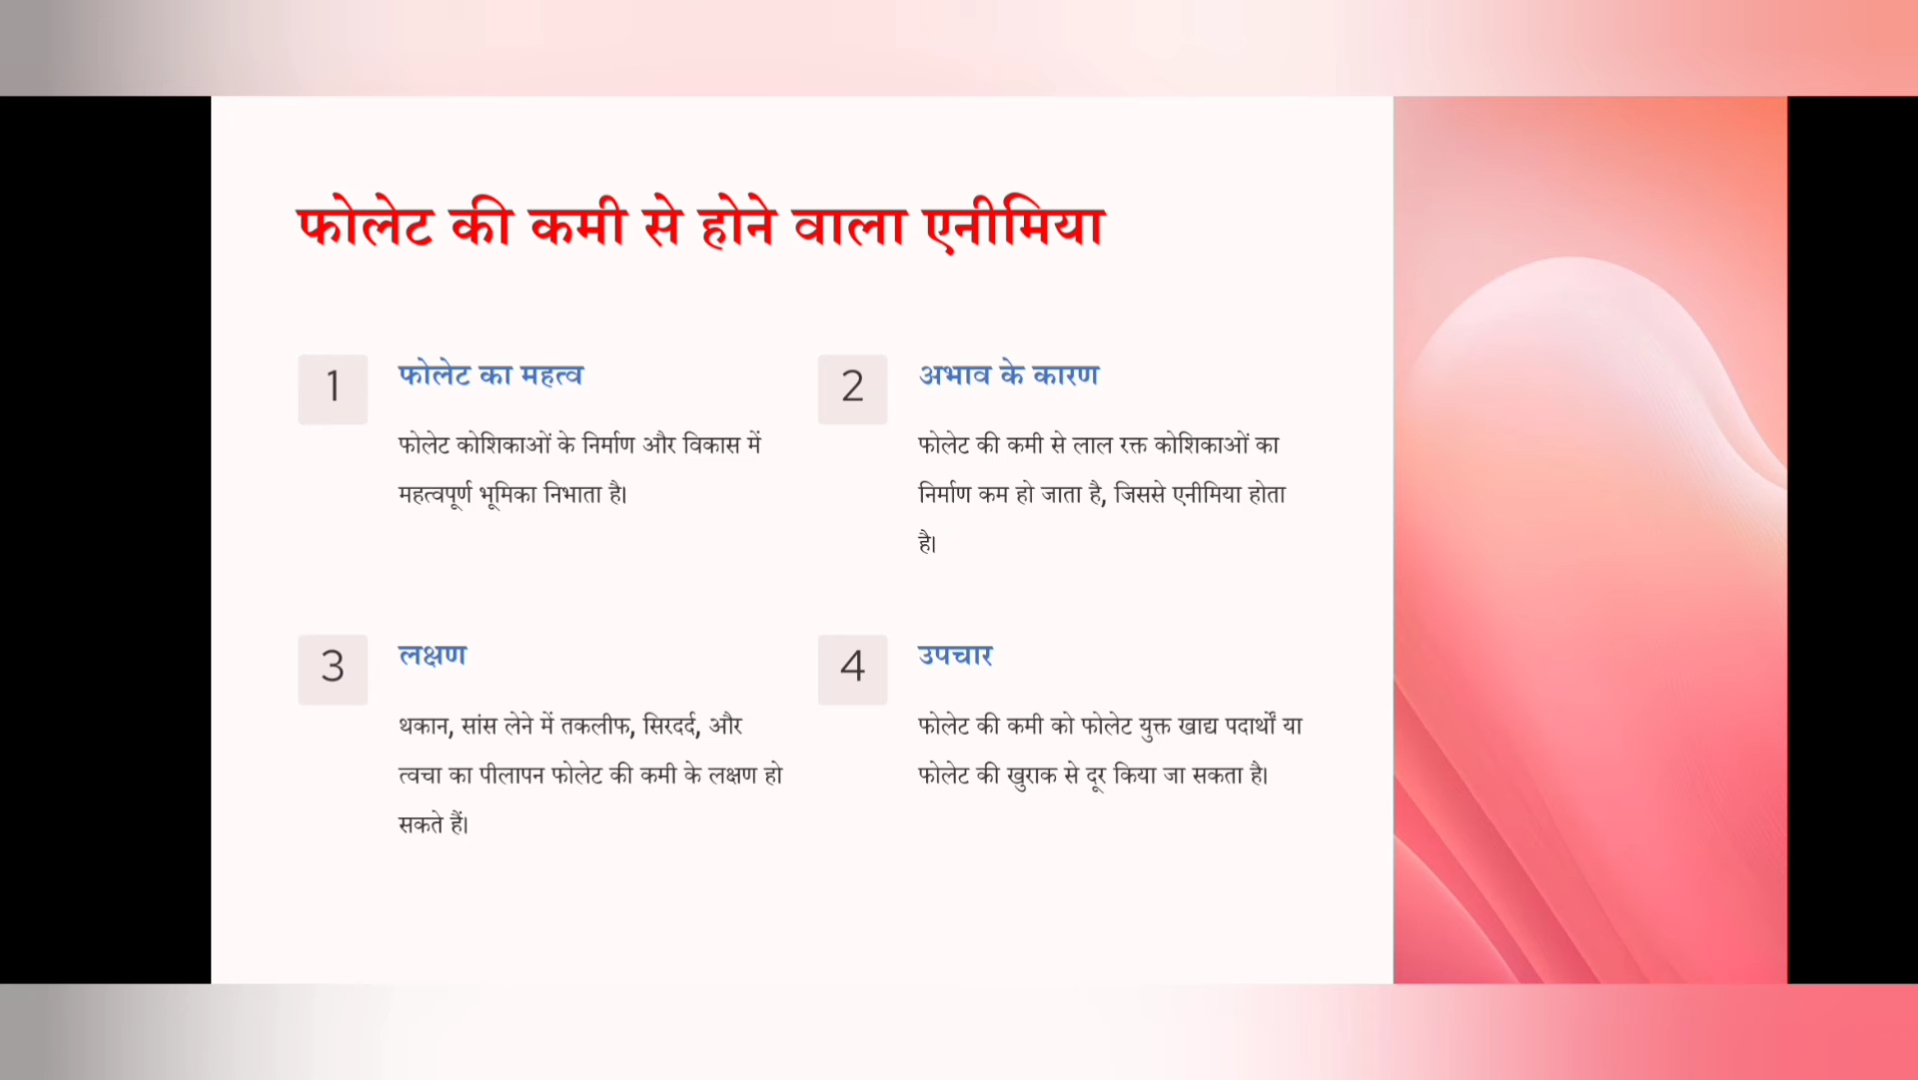 फोलेट की कमी से होने वाला एनीमिया
1
फोलेट का महत्व
फोलेट कोशिकाओं के निर्माण और विकास में
महत्वपूर्ण भूमिका निभाता है।
2
अभाव के कारण
फोलेट की कमी से लाल रक्त कोशिकाओं का
निर्माण कम हो जाता है, जिससे एनीमिया होता
है।
3
लक्षण
थकान, सांस लेने में तकलीफ, सिरदर्द, और
त्वचा का पीलापन फोलेट की कमी के लक्षण हो
सकते हैं।
4
उपचार
फोलेट की कमी को फोलेट युक्त खाद्य पदार्थों या
फोलेट की खुराक से दूर किया जा सकता है।